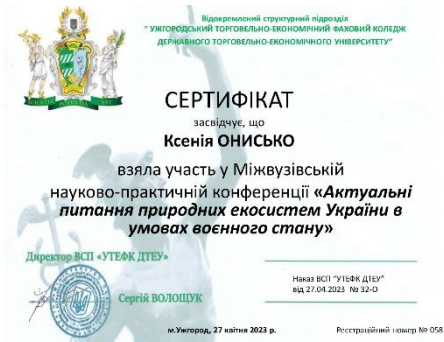 Відокремлений структурний підрозділ
" УЖГОРОДСЬКИЙ ТОРГОВЕЛЬНО-ЕКОНОМІЧНИЙ ФАХОВИЙ КОЛЕДЖ
ДЕРЖАВНОГО ТОРГОВЕЛЬНО-ЕКОНОМІЧНОГО УНІВЕРСИТЕТУ"
СЕРТИФІКАТ
засвідчує, що
Ксенія ОНИСЬКО
взяла участь у Міжвузівській
науково-практичній конференції «Актуальні
питання природних екосистем України в
умовах воєнного стану»
Директор ВСП «УТЕФК ДТЕУ»
Наказ ВСП "УТЕФК ДТЕУ"
від 27.04.2023 № 32-О
Сергій ВОЛОЩУК
м.Ужгород, 27 квітня 2023 р.
Реєстраційний номер № 058